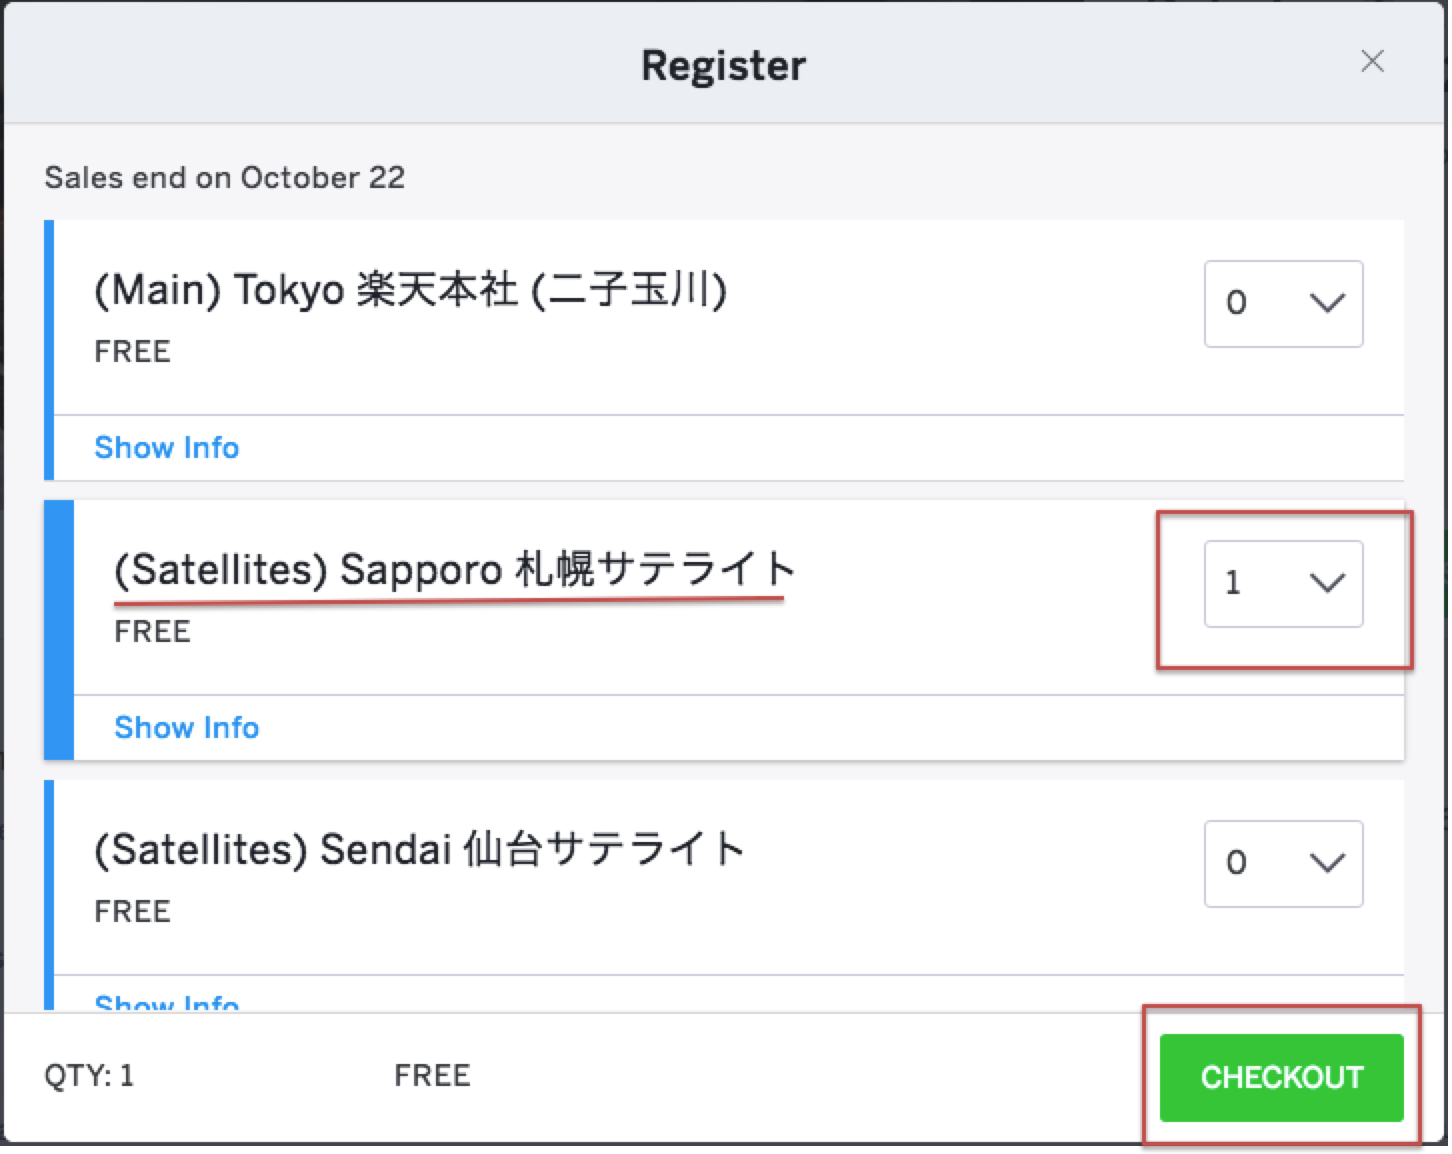 Register
Sales end on October 22
(Main) Tokyo 楽天本社 (二子玉川)
0
FREE
Show Info
(Satellites) Sapporo 札幌サテライト
1
FREE
Show Info
(Satellites) Sendai 仙台サテライト
0
FREE
Show Info
QTY: 1 FREE CHECKOUT